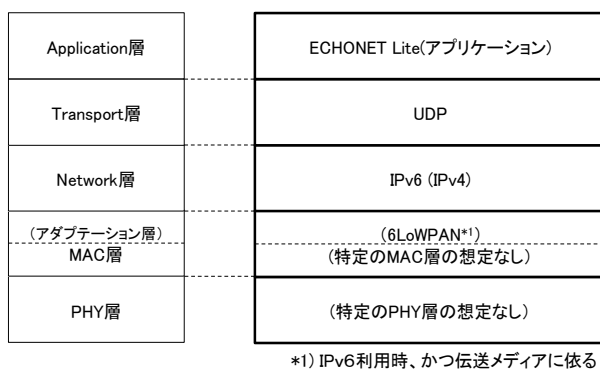 Application層
ECHONET Lite(アプリケーション)
Transport層
UDP
Network層
IPv6 (IPv4)
(アダプテーション層)
(6LoWPAN*1)
MAC層
(特定のMAC層の想定なし)
PHY層
(特定のPHY層の想定なし)
*1) IPv6利用時、かつ伝送メディアに依る